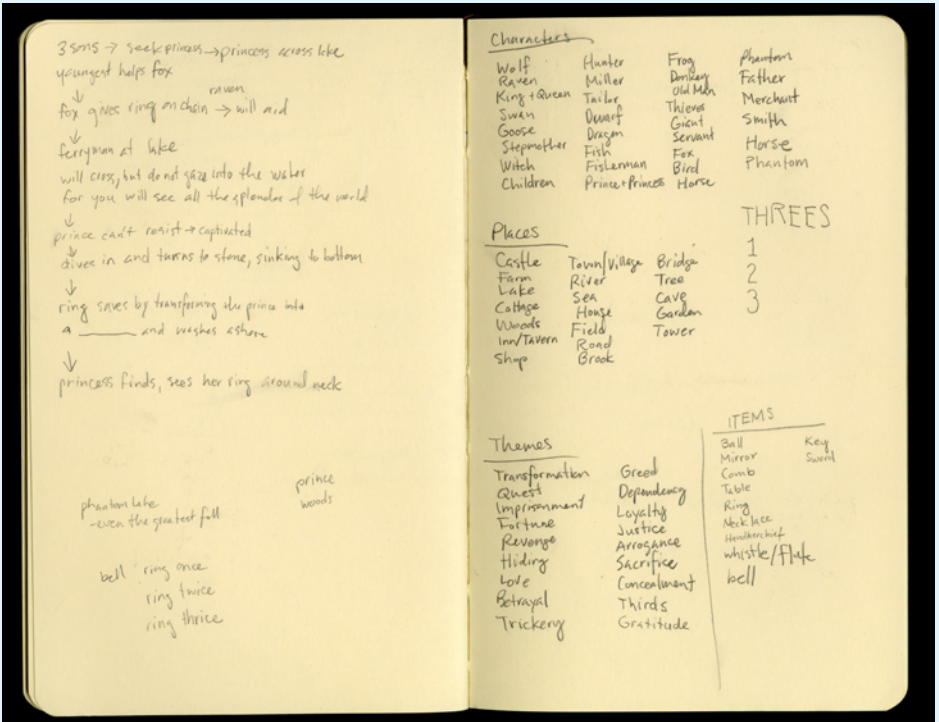 3 sons → seek princess → princess across lake
youngest helps fox
↓
raven
fox gives ring on chain → will aid
↓
ferryman at lake
will cross, but do not gaze into the water
for you will see all the splendor of the world
↓
prince can't resist → captivated
↓
dives in and turns to stone, sinking to bottom
↓
ring saves by transforming the prince into
a ______ and washes ashore
↓
princess finds, sees her ring around neck
prince
woods
phantom lake
- even the greatest fall
bell ring once
ring twice
ring thrice
Characters
Wolf Hunter Frog Phantom
Raven Miller Donkey Father
King + Queen Tailor Old Man Merchant
Swan Dwarf Thieves Smith
Goose Dragon Giant Horse
Stepmother Fish Servant Phantom
Witch Fisherman Fox
Children Prince + Princess Bird
Horse
THREES
1
2
3
Places
Castle Town/Village Bridge
Farm River Tree
Lake Sea Cave
Cottage House Garden
Woods Field Tower
Inn/Tavern Road
Shop Brook
Themes
Transformation Greed
Quest Dependency
Imprisonment Loyalty
Fortune Justice
Revenge Arrogance
Hiding Sacrifice
Love Concealment
Betrayal Thirds
Trickery Gratitude
ITEMS
Ball Key
Mirror Sword
Comb
Table
Ring
Necklace
Handkerchief
whistle/flute
bell